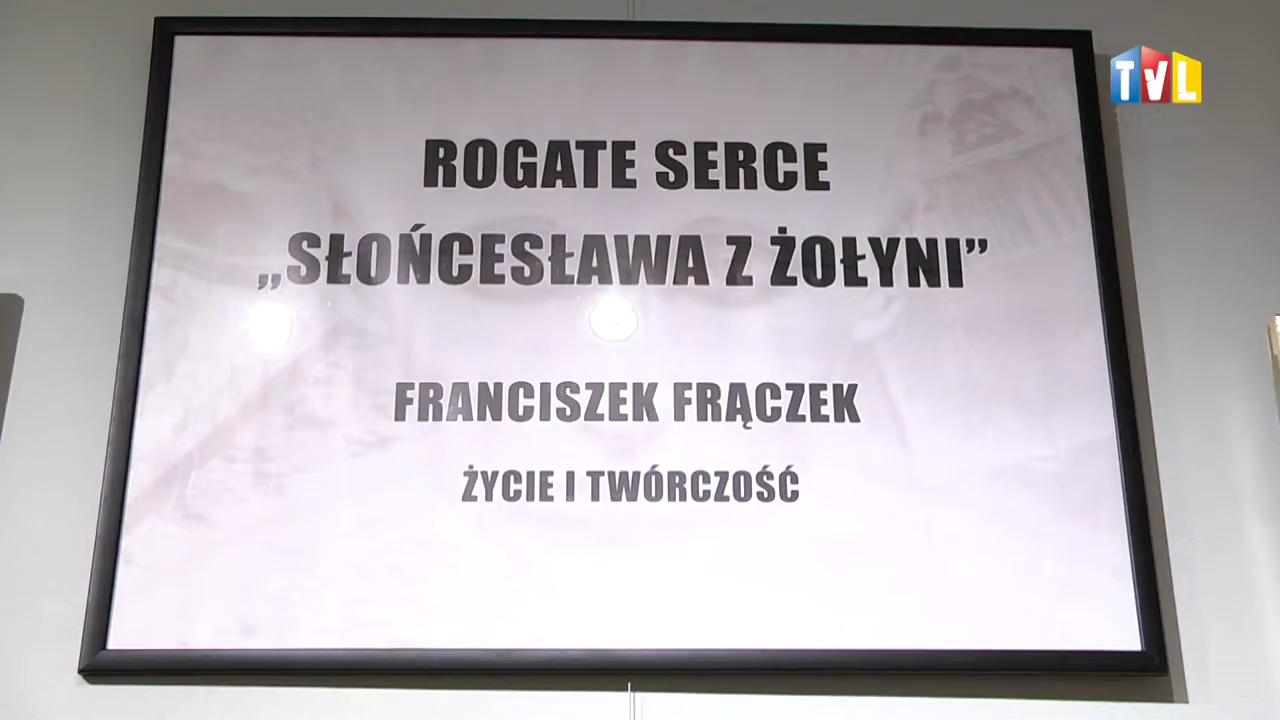 TVL
ROGATE SERCE
„SŁOŃCESŁAWA Z ŻOŁYNI”
FRANCISZEK FRĄCZEK
ŻYCIE I TWÓRCZOŚĆ